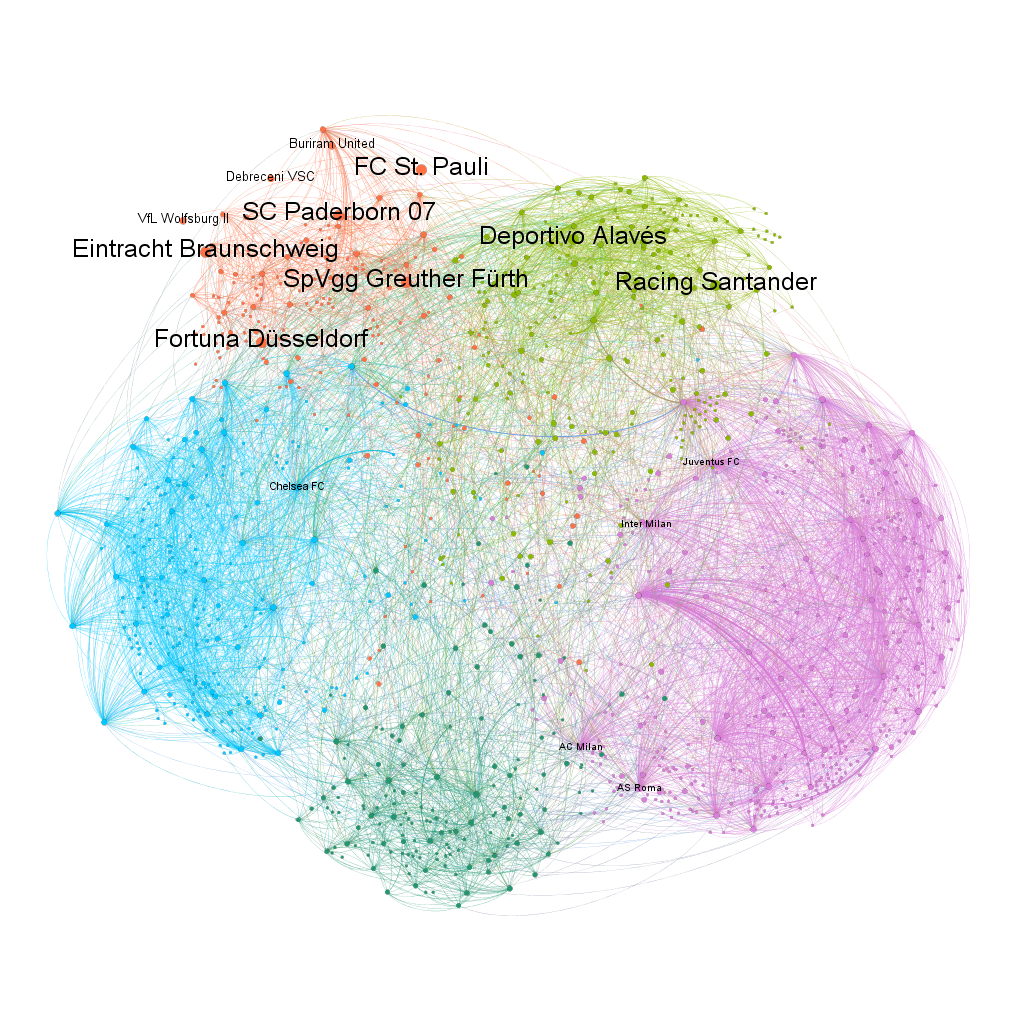 Buriram United
FC St. Pauli
Debreceni VSC
SC Paderborn 07
VfL Wolfsburg II
Deportivo Alavés
Eintracht Braunschweig
SpVgg Greuther Fürth
Racing Santander
Fortuna Düsseldorf
Juventus FC
Chelsea FC
Inter Milan
AC Milan
AS Roma